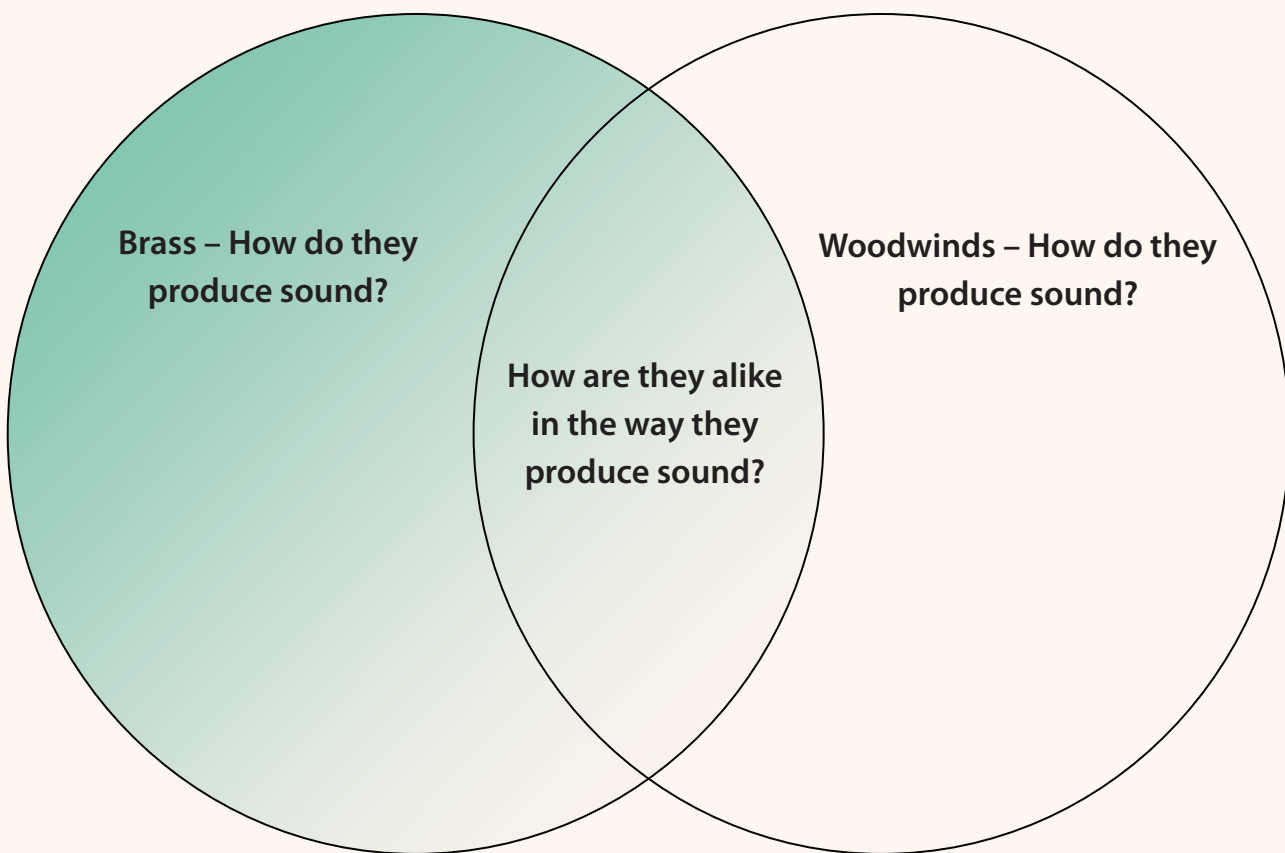 Brass – How do they
produce sound?
How are they alike
in the way they
produce sound?
Woodwinds – How do they
produce sound?